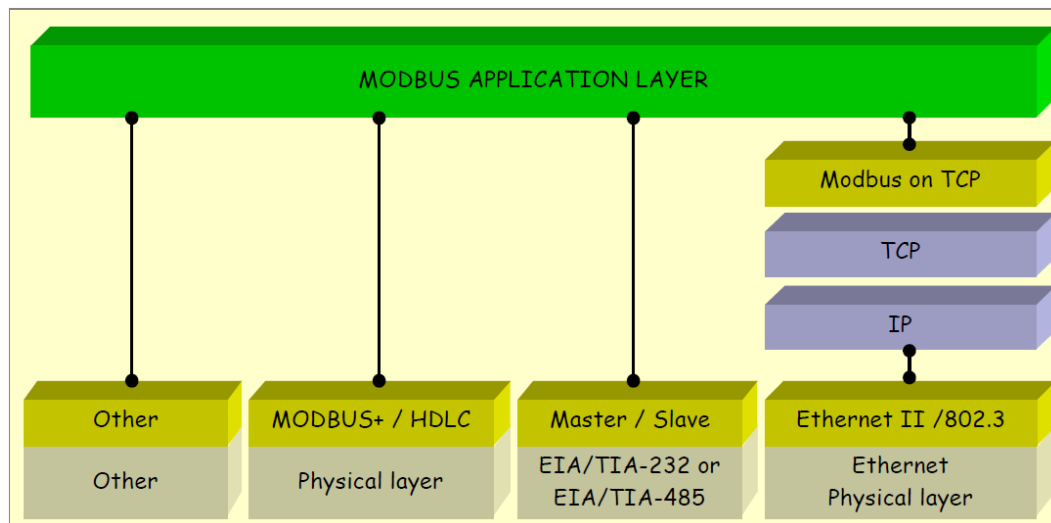 MODBUS APPLICATION LAYER
Modbus on TCP
TCP
IP
Other
MODBUS+ / HDLC
Master / Slave
Ethernet II /802.3
Other
Physical layer
EIA/TIA-232 or
EIA/TIA-485
Ethernet
Physical layer